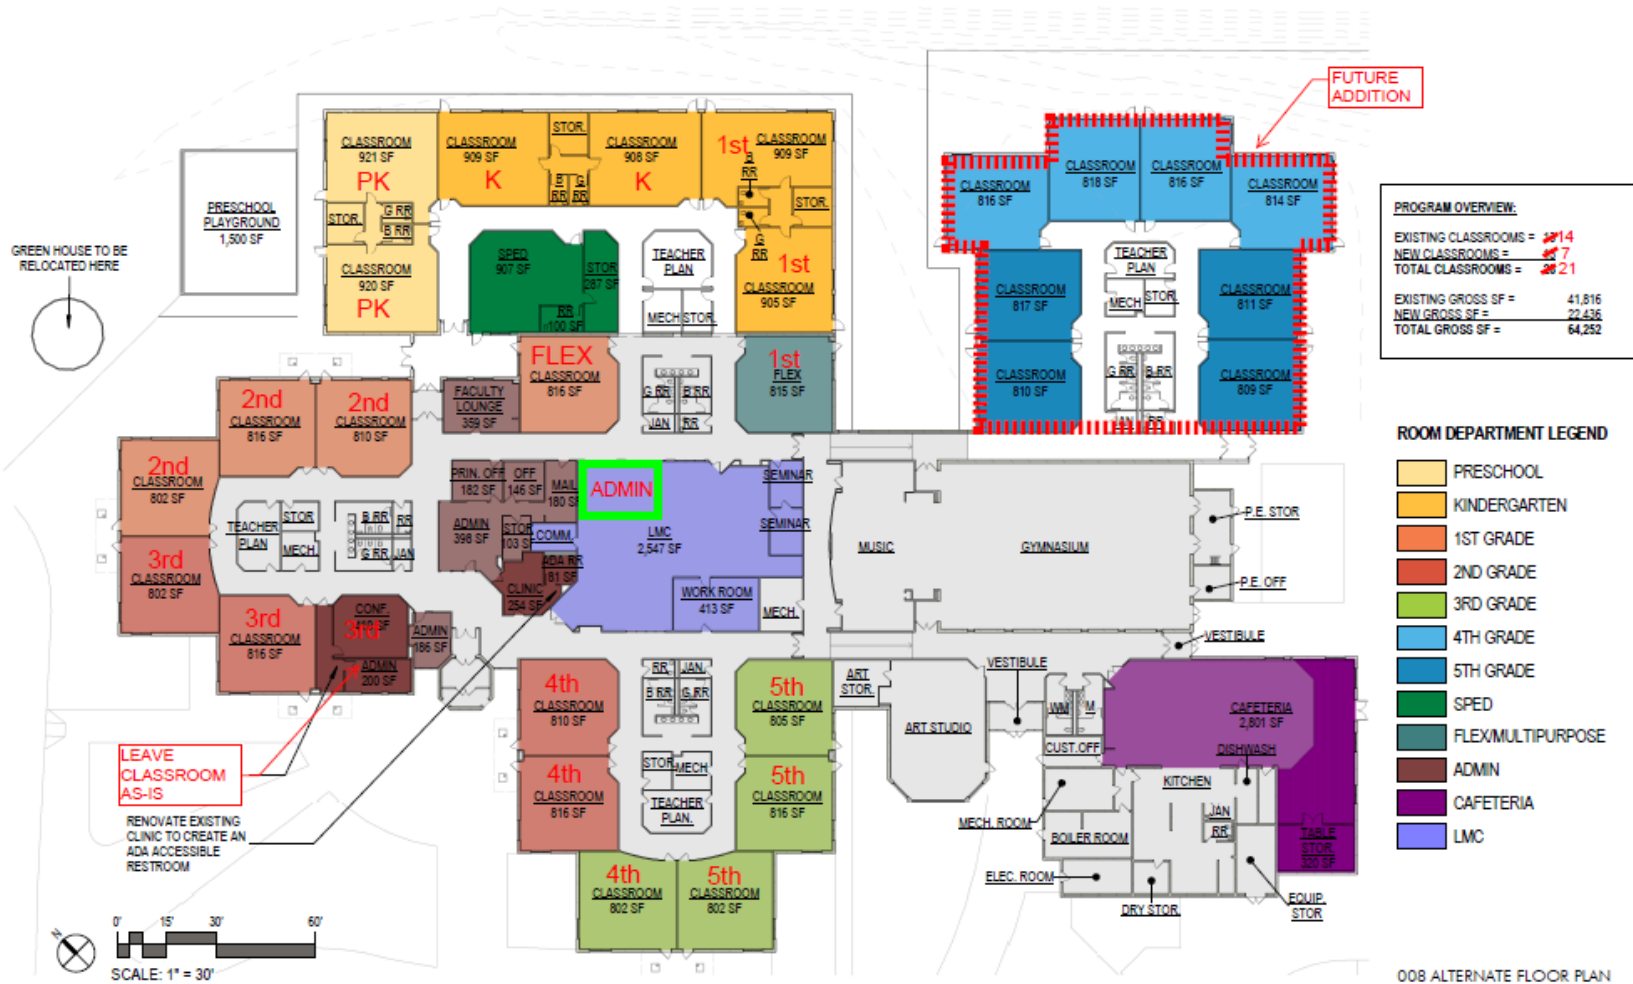 FUTURE
ADDITION
CLASSROOM
921 SF
PK
CLASSROOM
909 SF
K
STOR.
CLASSROOM
908 SF
K
1st
CLASSROOM
909 SF
B
RR
G
RR
B
RR
G
RR
STOR.
STOR.
G RR
B RR
CLASSROOM
920 SF
PK
PRESCHOOL
PLAYGROUND
1,500 SF
GREEN HOUSE TO BE
RELOCATED HERE
SPED
907 SF
STOR
287 SF
RR
100 SF
TEACHER
PLAN
MECH
STOR.
1st
CLASSROOM
905 SF
CLASSROOM
816 SF
CLASSROOM
818 SF
CLASSROOM
816 SF
CLASSROOM
814 SF
TEACHER
PLAN
MECH
STOR.
CLASSROOM
817 SF
CLASSROOM
811 SF
CLASSROOM
810 SF
CLASSROOM
809 SF
G RR
B RR
JAN
RR
PROGRAM OVERVIEW:
EXISTING CLASSROOMS = 14
NEW CLASSROOMS = 7
TOTAL CLASSROOMS = 21
EXISTING GROSS SF = 41,816
NEW GROSS SF = 22,436
TOTAL GROSS SF = 64,252
FLEX
CLASSROOM
816 SF
G RR
B RR
JAN
RR
1st
FLEX
815 SF
FACULTY
LOUNGE
359 SF
2nd
CLASSROOM
816 SF
2nd
CLASSROOM
810 SF
2nd
CLASSROOM
802 SF
3rd
CLASSROOM
802 SF
3rd
CLASSROOM
816 SF
TEACHER
PLAN
STOR
MECH
B RR
RR
G RR
JAN
PRIN. OFF
182 SF
OFF
146 SF
MAIL
180 SF
ADMIN
ADMIN
398 SF
STOR
103 SF
COMM.
ADA RR
81 SF
CLINIC
254 SF
LMC
2,547 SF
SEMINAR
SEMINAR
WORK ROOM
413 SF
MECH.
MUSIC
GYMNASIUM
P.E. STOR
P.E. OFF
VESTIBULE
CONF.
3rd
ADMIN
200 SF
ADMIN
186 SF
LEAVE
CLASSROOM
AS-IS
RENOVATE EXISTING
CLINIC TO CREATE AN
ADA ACCESSIBLE
RESTROOM
4th
CLASSROOM
810 SF
4th
CLASSROOM
816 SF
4th
CLASSROOM
802 SF
RR
JAN.
B RR
G RR
STOR
MECH
TEACHER
PLAN.
5th
CLASSROOM
805 SF
5th
CLASSROOM
816 SF
5th
CLASSROOM
802 SF
ART
STOR.
ART STUDIO
VESTIBULE
WM
M
CUST.OFF
CAFETERIA
2,801 SF
DISHWASH
KITCHEN
JAN
RR
MECH. ROOM
BOILER ROOM
ELEC. ROOM
DRY STOR.
EQUIP.
STOR
TABLE
STOR.
320 SF
ROOM DEPARTMENT LEGEND
PRESCHOOL
KINDERGARTEN
1ST GRADE
2ND GRADE
3RD GRADE
4TH GRADE
5TH GRADE
SPED
FLEX/MULTIPURPOSE
ADMIN
CAFETERIA
LMC
N
0' 15' 30' 60'
SCALE: 1" = 30'
008 ALTERNATE FLOOR PLAN